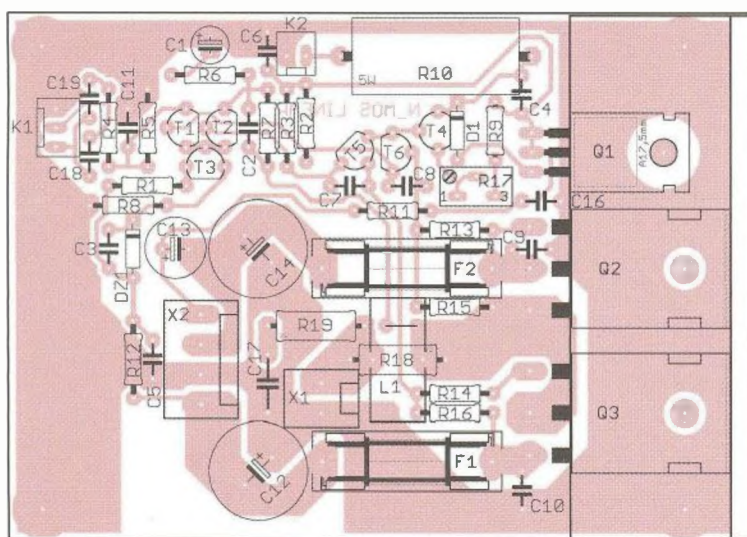 C1
C6
K2
5W
R10
R6
N_MOS LIN
C19
C11
K1
R4
R5
T1
T2
C2
R7
R3
R2
T4
D1
R9
C4
Q1
A17,5mm
T5
T6
C18
T3
R1
R8
C7
C8
R17
1
3
R11
C16
C3
C13
C14
R13
C9
DZ1
F2
Q2
X2
R15
R19
R12
C5
C17
R18
X1
L1
R14
R16
Q3
F1
C12
C10